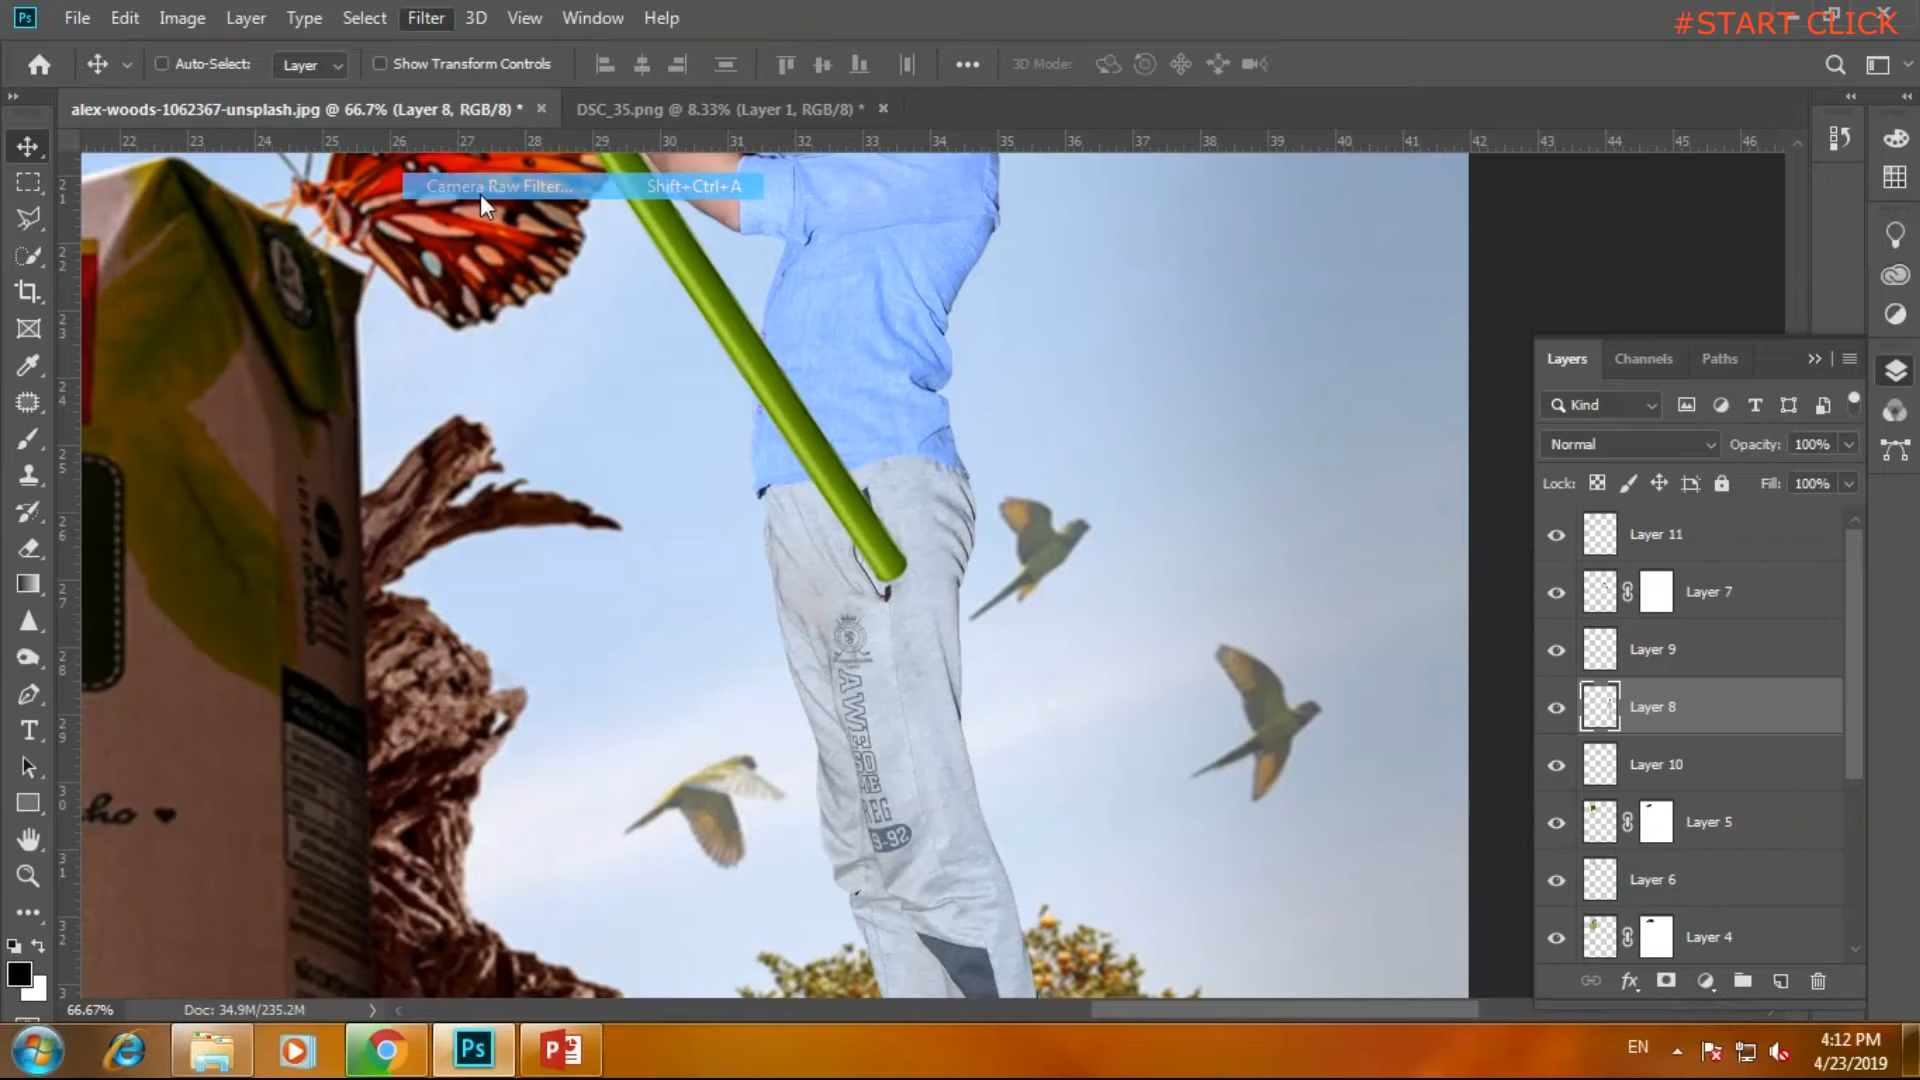 #START CLICK
File Edit Image Layer Type Select Filter 3D View Window Help
Auto-Select: Layer Show Transform Controls 3D Mode:
alex-woods-1062367-unsplash.jpg @ 66.7% (Layer 8, RGB/8) * × DSC_35.png @ 8.33% (Layer 1, RGB/8) * ×
22 23 24 25 26 27 28 29 30 31 32 33 34 35 36 37 38 39 40 41 42 43 44 45 46
Camera Raw Filter... Shift+Ctrl+A
Layers Channels Paths
Kind
Normal Opacity: 100%
Lock: Fill: 100%
Layer 11
Layer 7
Layer 9
Layer 8
Layer 10
Layer 5
Layer 6
Layer 4
9-92
ho ♥
66.67% Doc: 34.9M/235.2M
Ps
EN
4:12 PM
4/23/2019